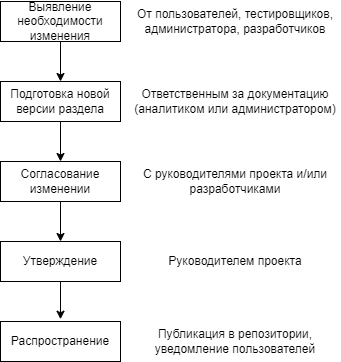 Выявление
необходимости
изменения
От пользователей, тестировщиков,
администратора, разработчиков
Подготовка новой
версии раздела
Ответственным за документацию
(аналитиком или администратором)
Согласование
изменении
С руководителями проекта и/или
разработчиками
Утверждение
Руководителем проекта
Распространение
Публикация в репозитории,
уведомление пользователей